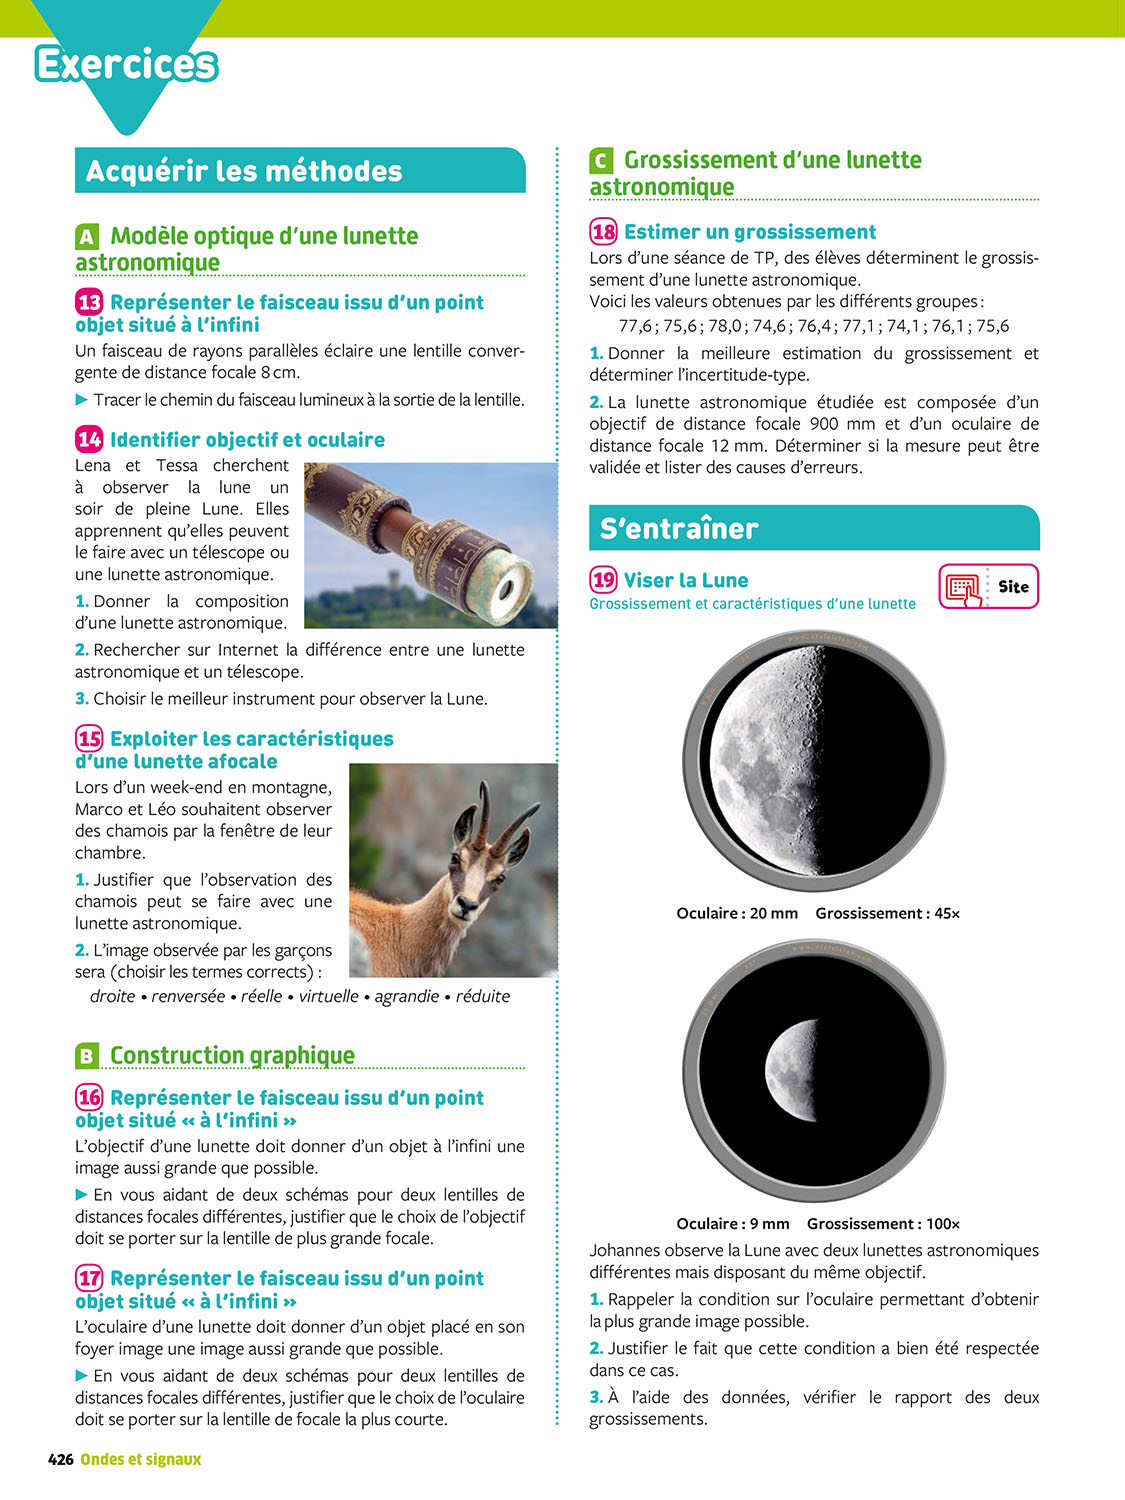 Exercices
Acquérir les méthodes
A Modèle optique d'une lunette
astronomique
13 Représenter le faisceau issu d'un point
objet situé à l'infini
Un faisceau de rayons parallèles éclaire une lentille conver-
gente de distance focale 8 cm.
► Tracer le chemin du faisceau lumineux à la sortie de la lentille.
14 Identifier objectif et oculaire
Lena et Tessa cherchent
à observer la lune un
soir de pleine Lune. Elles
apprennent qu'elles peuvent
le faire avec un télescope ou
une lunette astronomique.
1. Donner la composition
d'une lunette astronomique.
2. Rechercher sur Internet la différence entre une lunette
astronomique et un télescope.
3. Choisir le meilleur instrument pour observer la Lune.
15 Exploiter les caractéristiques
d'une lunette afocale
Lors d'un week-end en montagne,
Marco et Léo souhaitent observer
des chamois par la fenêtre de leur
chambre.
1. Justifier que l'observation des
chamois peut se faire avec une
lunette astronomique.
2. L'image observée par les garçons
sera (choisir les termes corrects) :
droite • renversée • réelle • virtuelle • agrandie • réduite
B Construction graphique
16 Représenter le faisceau issu d'un point
objet situé « à l'infini »
L'objectif d'une lunette doit donner d'un objet à l'infini une
image aussi grande que possible.
► En vous aidant de deux schémas pour deux lentilles de
distances focales différentes, justifier que le choix de l'objectif
doit se porter sur la lentille de plus grande focale.
17 Représenter le faisceau issu d'un point
objet situé « à l'infini »
L'oculaire d'une lunette doit donner d'un objet placé en son
foyer image une image aussi grande que possible.
► En vous aidant de deux schémas pour deux lentilles de
distances focales différentes, justifier que le choix de l'oculaire
doit se porter sur la lentille de focale la plus courte.
C Grossissement d'une lunette
astronomique
18 Estimer un grossissement
Lors d'une séance de TP, des élèves déterminent le grossis-
sement d'une lunette astronomique.
Voici les valeurs obtenues par les différents groupes :
77,6 ; 75,6 ; 78,0 ; 74,6 ; 76,4 ; 77,1 ; 74,1 ; 76,1 ; 75,6
1. Donner la meilleure estimation du grossissement et
déterminer l'incertitude-type.
2. La lunette astronomique étudiée est composée d'un
objectif de distance focale 900 mm et d'un oculaire de
distance focale 12 mm. Déterminer si la mesure peut être
validée et lister des causes d'erreurs.
S'entraîner
19 Viser la Lune
Grossissement et caractéristiques d'une lunette
Site
Oculaire : 20 mm Grossissement : 45×
Oculaire : 9 mm Grossissement : 100×
Johannes observe la Lune avec deux lunettes astronomiques
différentes mais disposant du même objectif.
1. Rappeler la condition sur l'oculaire permettant d'obtenir
la plus grande image possible.
2. Justifier le fait que cette condition a bien été respectée
dans ce cas.
3. À l'aide des données, vérifier le rapport des deux
grossissements.
426 Ondes et signaux